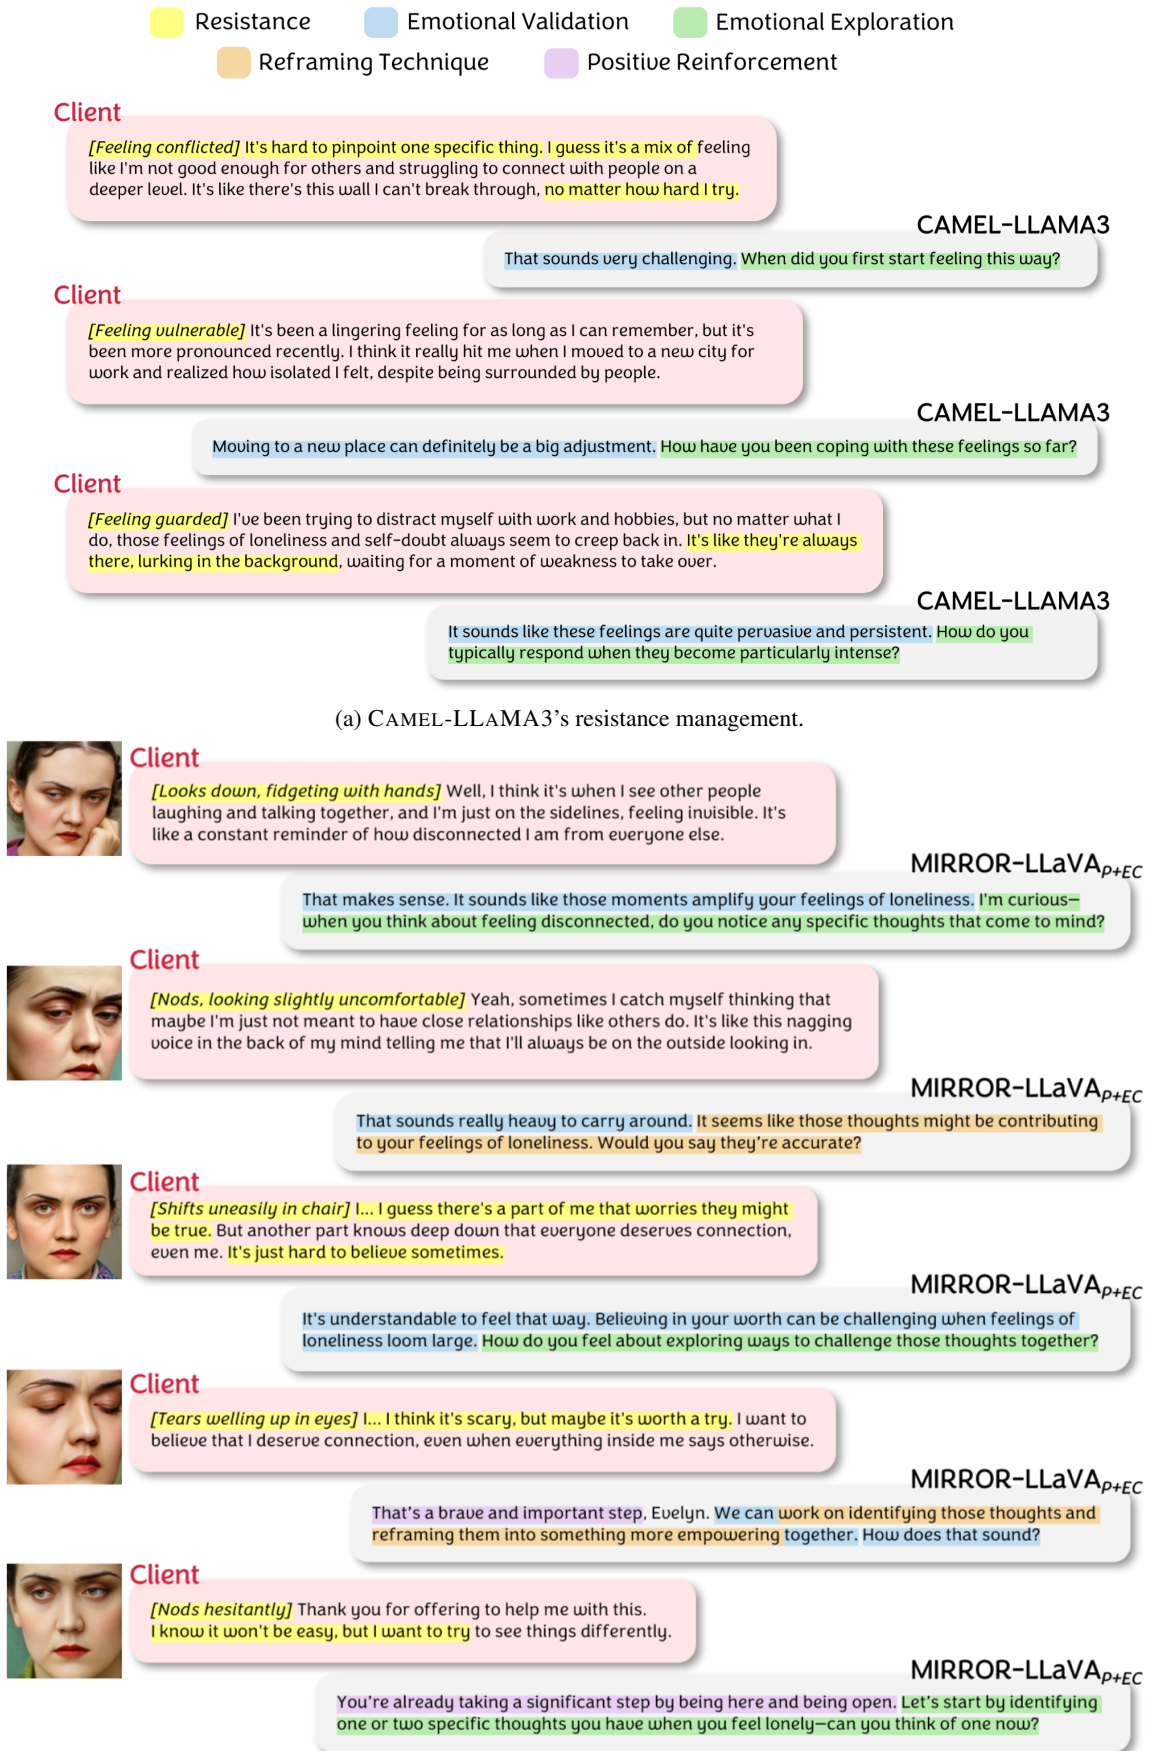 Resistance
Emotional Validation
Emotional Exploration
Reframing Technique
Positive Reinforcement
Client
[Feeling conflicted] It's hard to pinpoint one specific thing. I guess it's a mix of feeling
like I'm not good enough for others and struggling to connect with people on a
deeper level. It's like there's this wall I can't break through, no matter how hard I try.
CAMEL-LLAMA3
That sounds very challenging. When did you first start feeling this way?
Client
[Feeling vulnerable] It's been a lingering feeling for as long as I can remember, but it's
been more pronounced recently. I think it really hit me when I moved to a new city for
work and realized how isolated I felt, despite being surrounded by people.
CAMEL-LLAMA3
Moving to a new place can definitely be a big adjustment. How have you been coping with these feelings so far?
Client
[Feeling guarded] I've been trying to distract myself with work and hobbies, but no matter what I
do, those feelings of loneliness and self-doubt always seem to creep back in. It's like they're always
there, lurking in the background, waiting for a moment of weakness to take over.
CAMEL-LLAMA3
It sounds like these feelings are quite pervasive and persistent. How do you
typically respond when they become particularly intense?
(a) CAMEL-LLAMA3's resistance management.
Client
[Looks down, fidgeting with hands] Well, I think it's when I see other people
laughing and talking together, and I'm just on the sidelines, feeling invisible. It's
like a constant reminder of how disconnected I am from everyone else.
MIRROR-LLaVA P+EC
That makes sense. It sounds like those moments amplify your feelings of loneliness. I'm curious—
when you think about feeling disconnected, do you notice any specific thoughts that come to mind?
Client
[Nods, looking slightly uncomfortable] Yeah, sometimes I catch myself thinking that
maybe I'm just not meant to have close relationships like others do. It's like this nagging
voice in the back of my mind telling me that I'll always be on the outside looking in.
MIRROR-LLaVA P+EC
That sounds really heavy to carry around. It seems like those thoughts might be contributing
to your feelings of loneliness. Would you say they're accurate?
Client
[Shifts uneasily in chair] I... I guess there's a part of me that worries they might
be true. But another part knows deep down that everyone deserves connection,
even me. It's just hard to believe sometimes.
MIRROR-LLaVA P+EC
It's understandable to feel that way. Believing in your worth can be challenging when feelings of
loneliness loom large. How do you feel about exploring ways to challenge those thoughts together?
Client
[Tears welling up in eyes] I... I think it's scary, but maybe it's worth a try. I want to
believe that I deserve connection, even when everything inside me says otherwise.
MIRROR-LLaVA P+EC
That's a brave and important step, Evelyn. We can work on identifying those thoughts and
reframing them into something more empowering together. How does that sound?
Client
[Nods hesitantly] Thank you for offering to help me with this.
I know it won't be easy, but I want to try to see things differently.
MIRROR-LLaVA P+EC
You're already taking a significant step by being here and being open. Let's start by identifying
one or two specific thoughts you have when you feel lonely—can you think of one now?